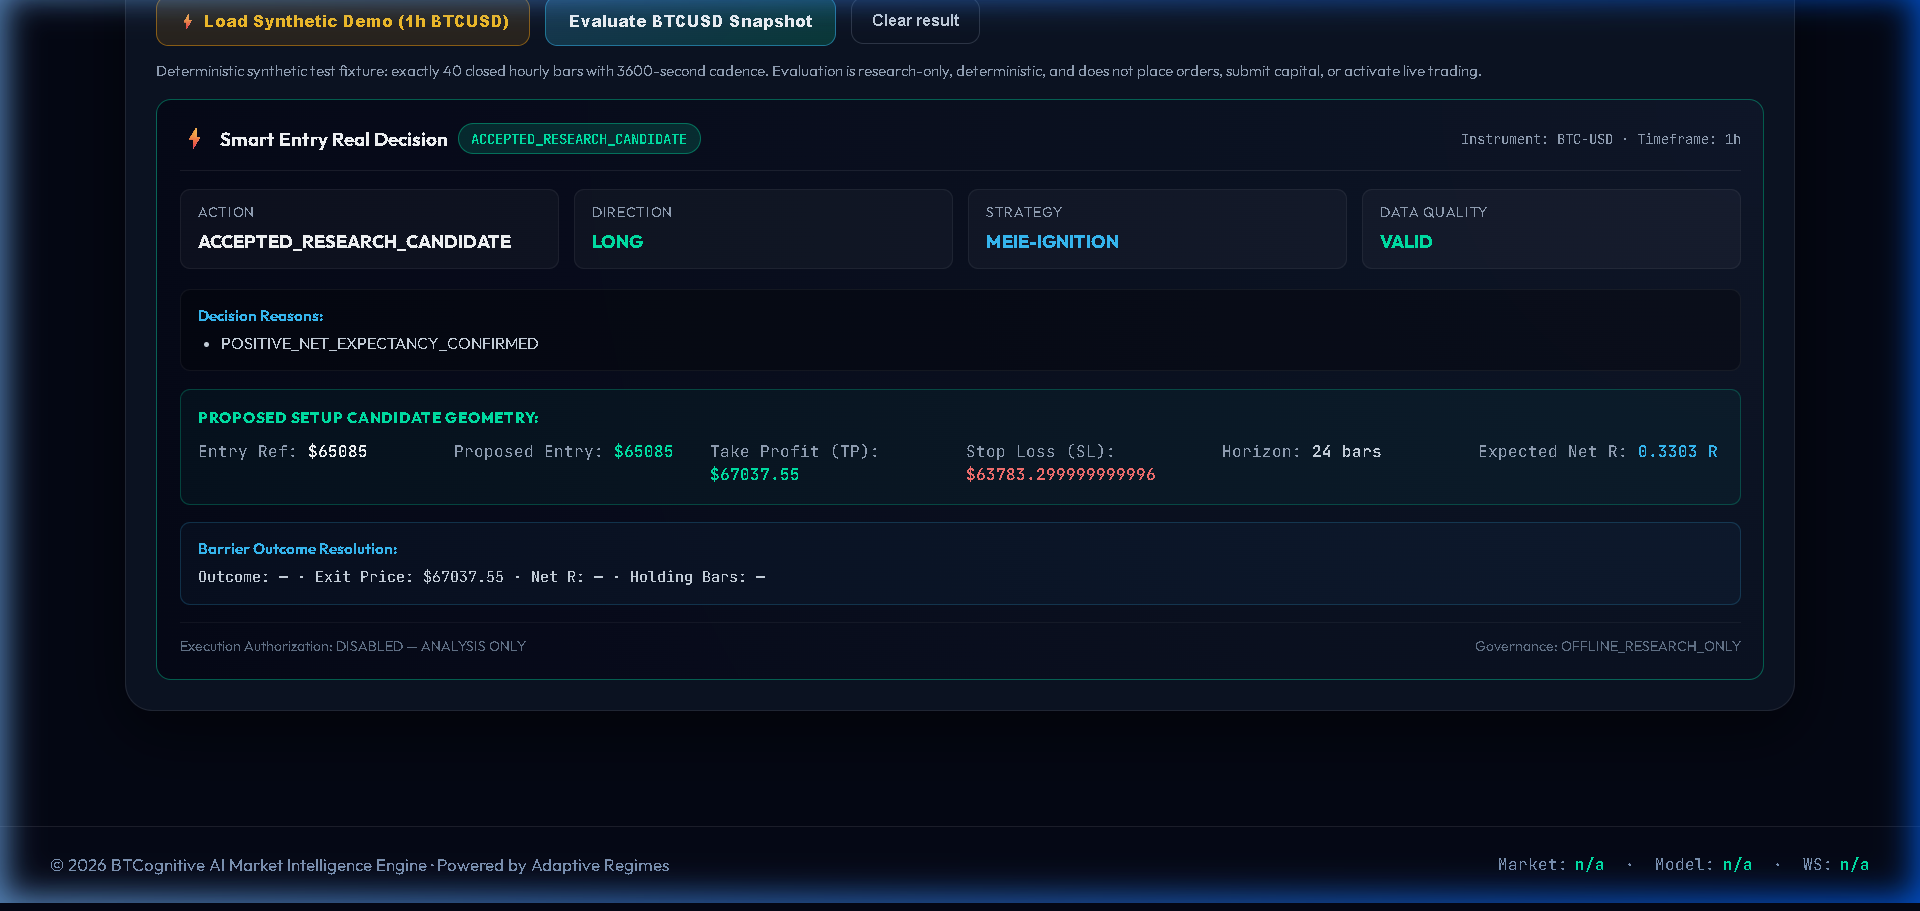 Load Synthetic Demo (1h BTCUSD) Evaluate BTCUSD Snapshot Clear result
Deterministic synthetic test fixture: exactly 40 closed hourly bars with 3600-second cadence. Evaluation is research-only, deterministic, and does not place orders, submit capital, or activate live trading.
Smart Entry Real Decision ACCEPTED_RESEARCH_CANDIDATE Instrument: BTC-USD · Timeframe: 1h
ACTION DIRECTION STRATEGY DATA QUALITY
ACCEPTED_RESEARCH_CANDIDATE LONG MEIE-IGNITION VALID
Decision Reasons:
• POSITIVE_NET_EXPECTANCY_CONFIRMED
PROPOSED SETUP CANDIDATE GEOMETRY:
Entry Ref: $65085 Proposed Entry: $65085 Take Profit (TP): Stop Loss (SL): Horizon: 24 bars Expected Net R: 0.3303 R
$67037.55 $63783.299999999996
Barrier Outcome Resolution:
Outcome: — · Exit Price: $67037.55 · Net R: — · Holding Bars: —
Execution Authorization: DISABLED — ANALYSIS ONLY Governance: OFFLINE_RESEARCH_ONLY
© 2026 BTCognitive AI Market Intelligence Engine · Powered by Adaptive Regimes Market: n/a · Model: n/a · WS: n/a